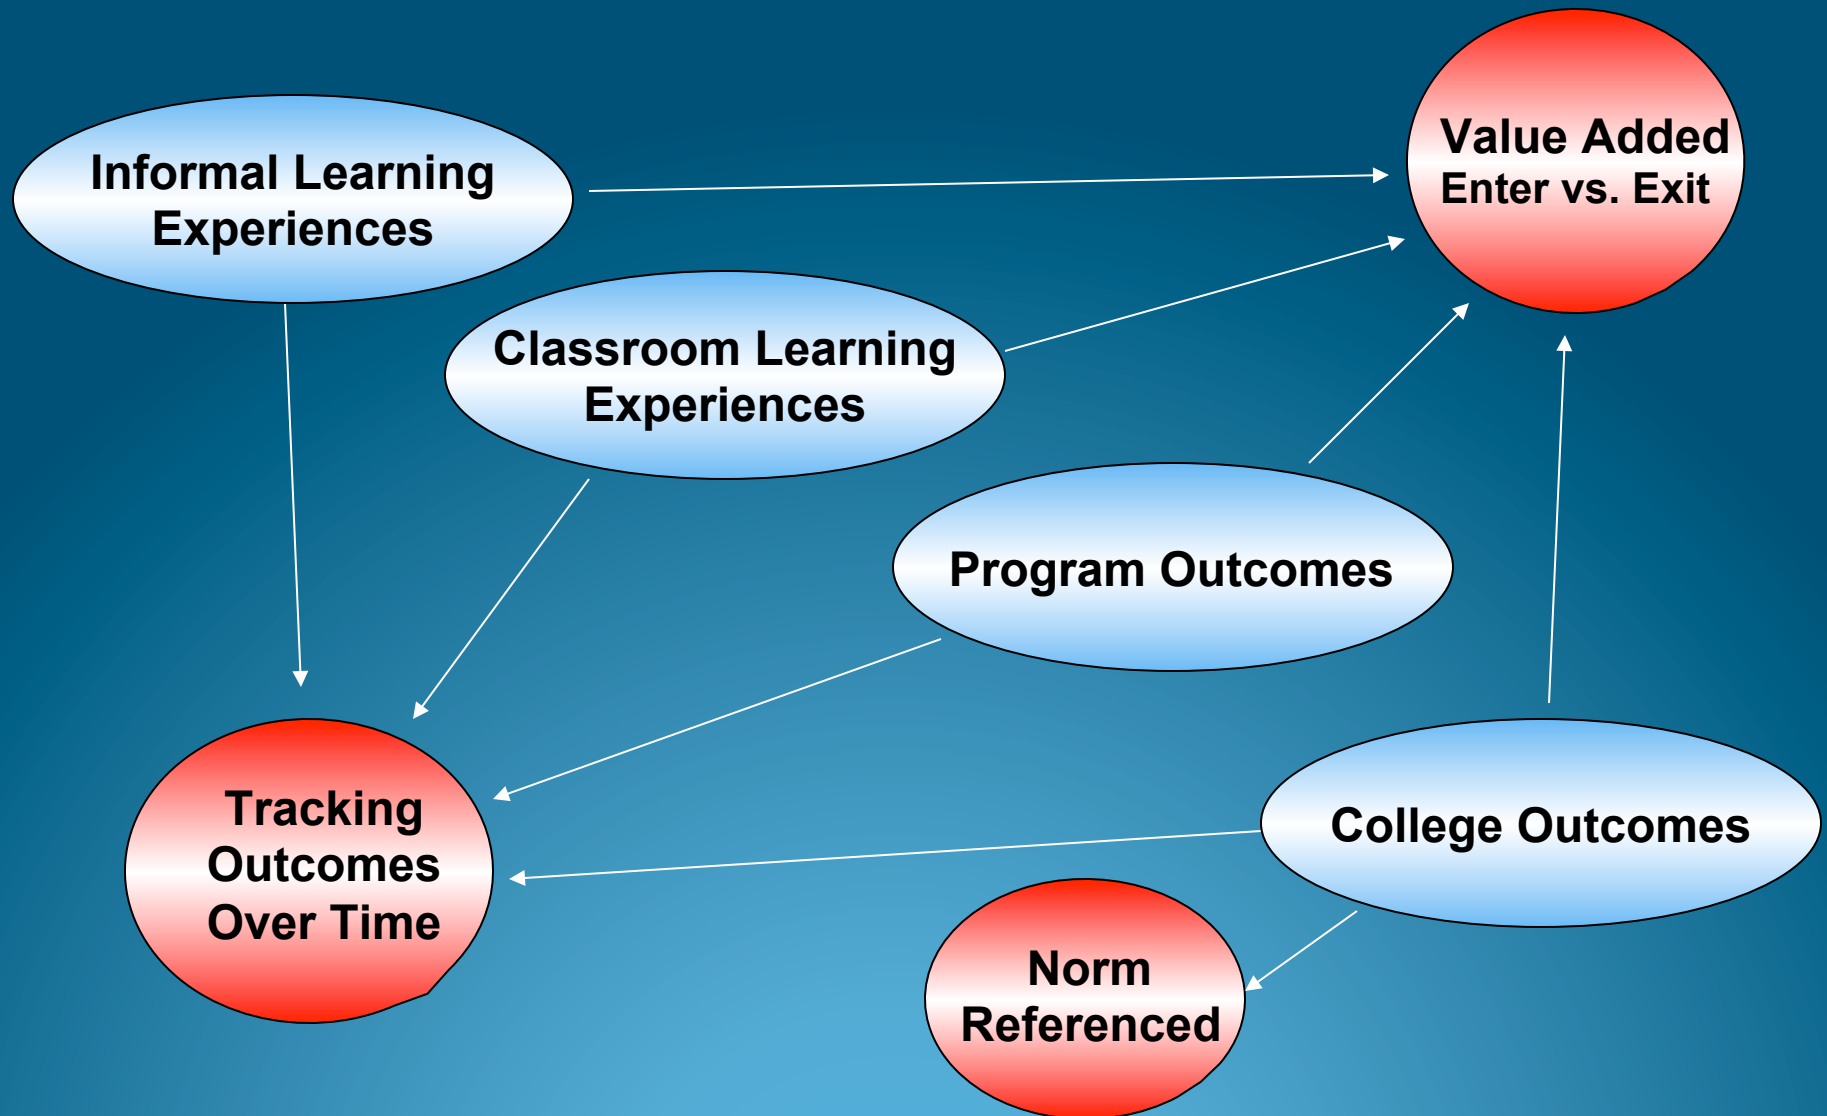 Informal Learning
Experiences
Value Added
Enter vs. Exit
Classroom Learning
Experiences
Program Outcomes
Tracking
Outcomes
Over Time
College Outcomes
Norm
Referenced